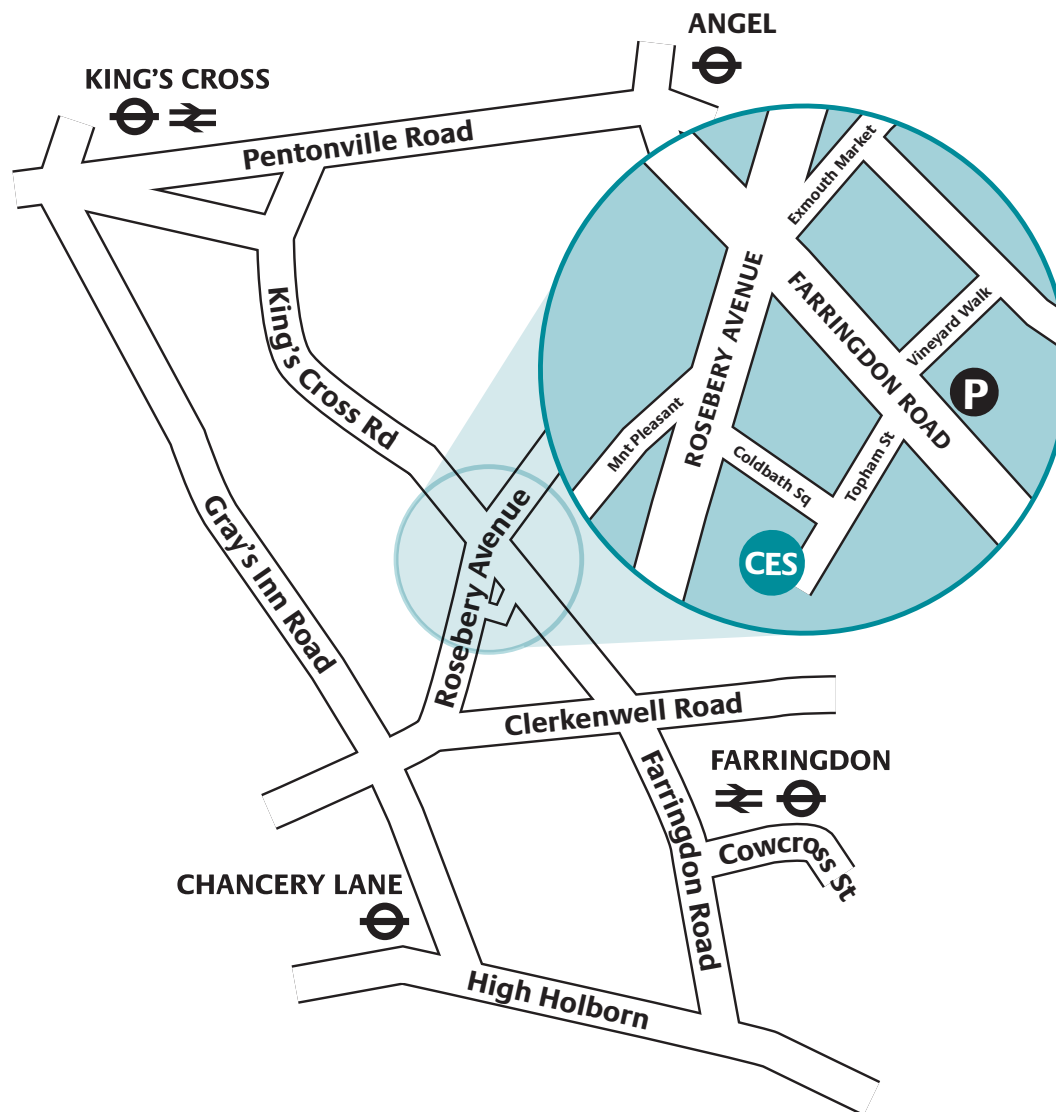 ANGEL
KING'S CROSS
Pentonville Road
Exmouth Market
ROSEBERY AVENUE
FARRINGDON ROAD
Vineyard Walk
P
King's Cross Rd
Mnt Pleasant
Coldbath Sq
Topham St
CES
Gray's Inn Road
Rosebery Avenue
Clerkenwell Road
FARRINGDON
Farringdon Road
Cowcross St
CHANCERY LANE
High Holborn